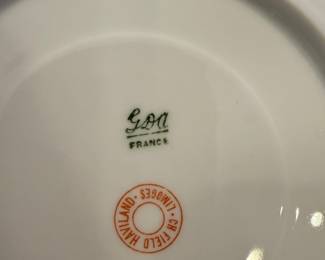 GDA
FRANCE
CH FIELD HAVILAND · LIMOGES ·